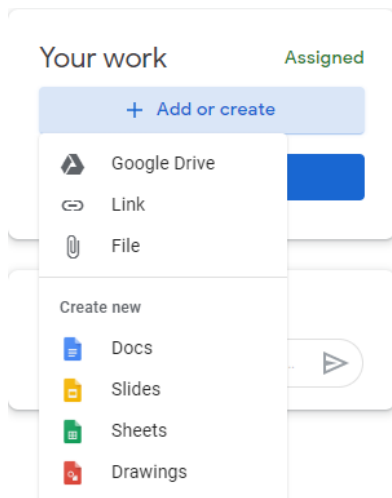 Your work
Assigned
+ Add or create
Google Drive
Link
File
Create new
Docs
Slides
Sheets
Drawings